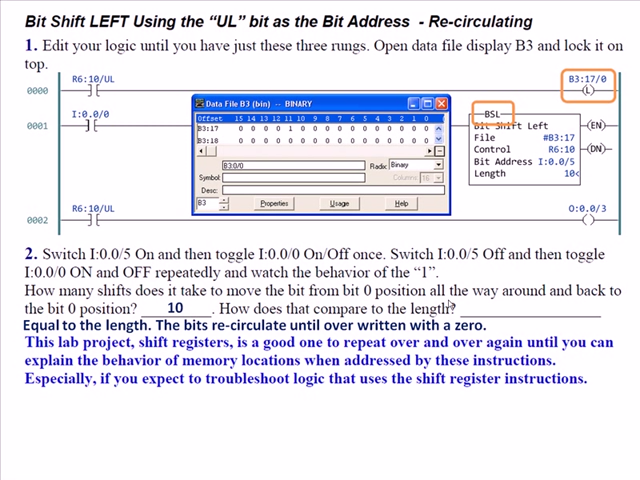 Bit Shift LEFT Using the “UL” bit as the Bit Address - Re-circulating
1. Edit your logic until you have just these three rungs. Open data file display B3 and lock it on
top.
R6:10/UL B3:17/0
0000 L
I:0.0/0 BSL
0001 Bit Shift Left EN
File #B3:17
Control R6:10 DN
Bit Address I:0.0/5
Length 10<
Data File B3 (bin) -- BINARY
Offset 15 14 13 12 11 10 9 8 7 6 5 4 3 2 1 0
B3:17 0 0 0 0 1 0 0 0 0 0 0 0 0 0 0 0
B3:18 0 0 0 0 0 0 0 0 0 0 0 0 0 0 0 0
B3:0/0 Radix: Binary
Symbol: Columns: 16
Desc:
B3 Properties Usage Help
R6:10/UL O:0.0/3
0002
2. Switch I:0.0/5 On and then toggle I:0.0/0 On/Off once. Switch I:0.0/5 Off and then toggle
I:0.0/0 ON and OFF repeatedly and watch the behavior of the “1”.
How many shifts does it take to move the bit from bit 0 position all the way around and back to
the bit 0 position? 10. How does that compare to the length?
Equal to the length. The bits re-circulate until over written with a zero.
This lab project, shift registers, is a good one to repeat over and over again until you can
explain the behavior of memory locations when addressed by these instructions.
Especially, if you expect to troubleshoot logic that uses the shift register instructions.